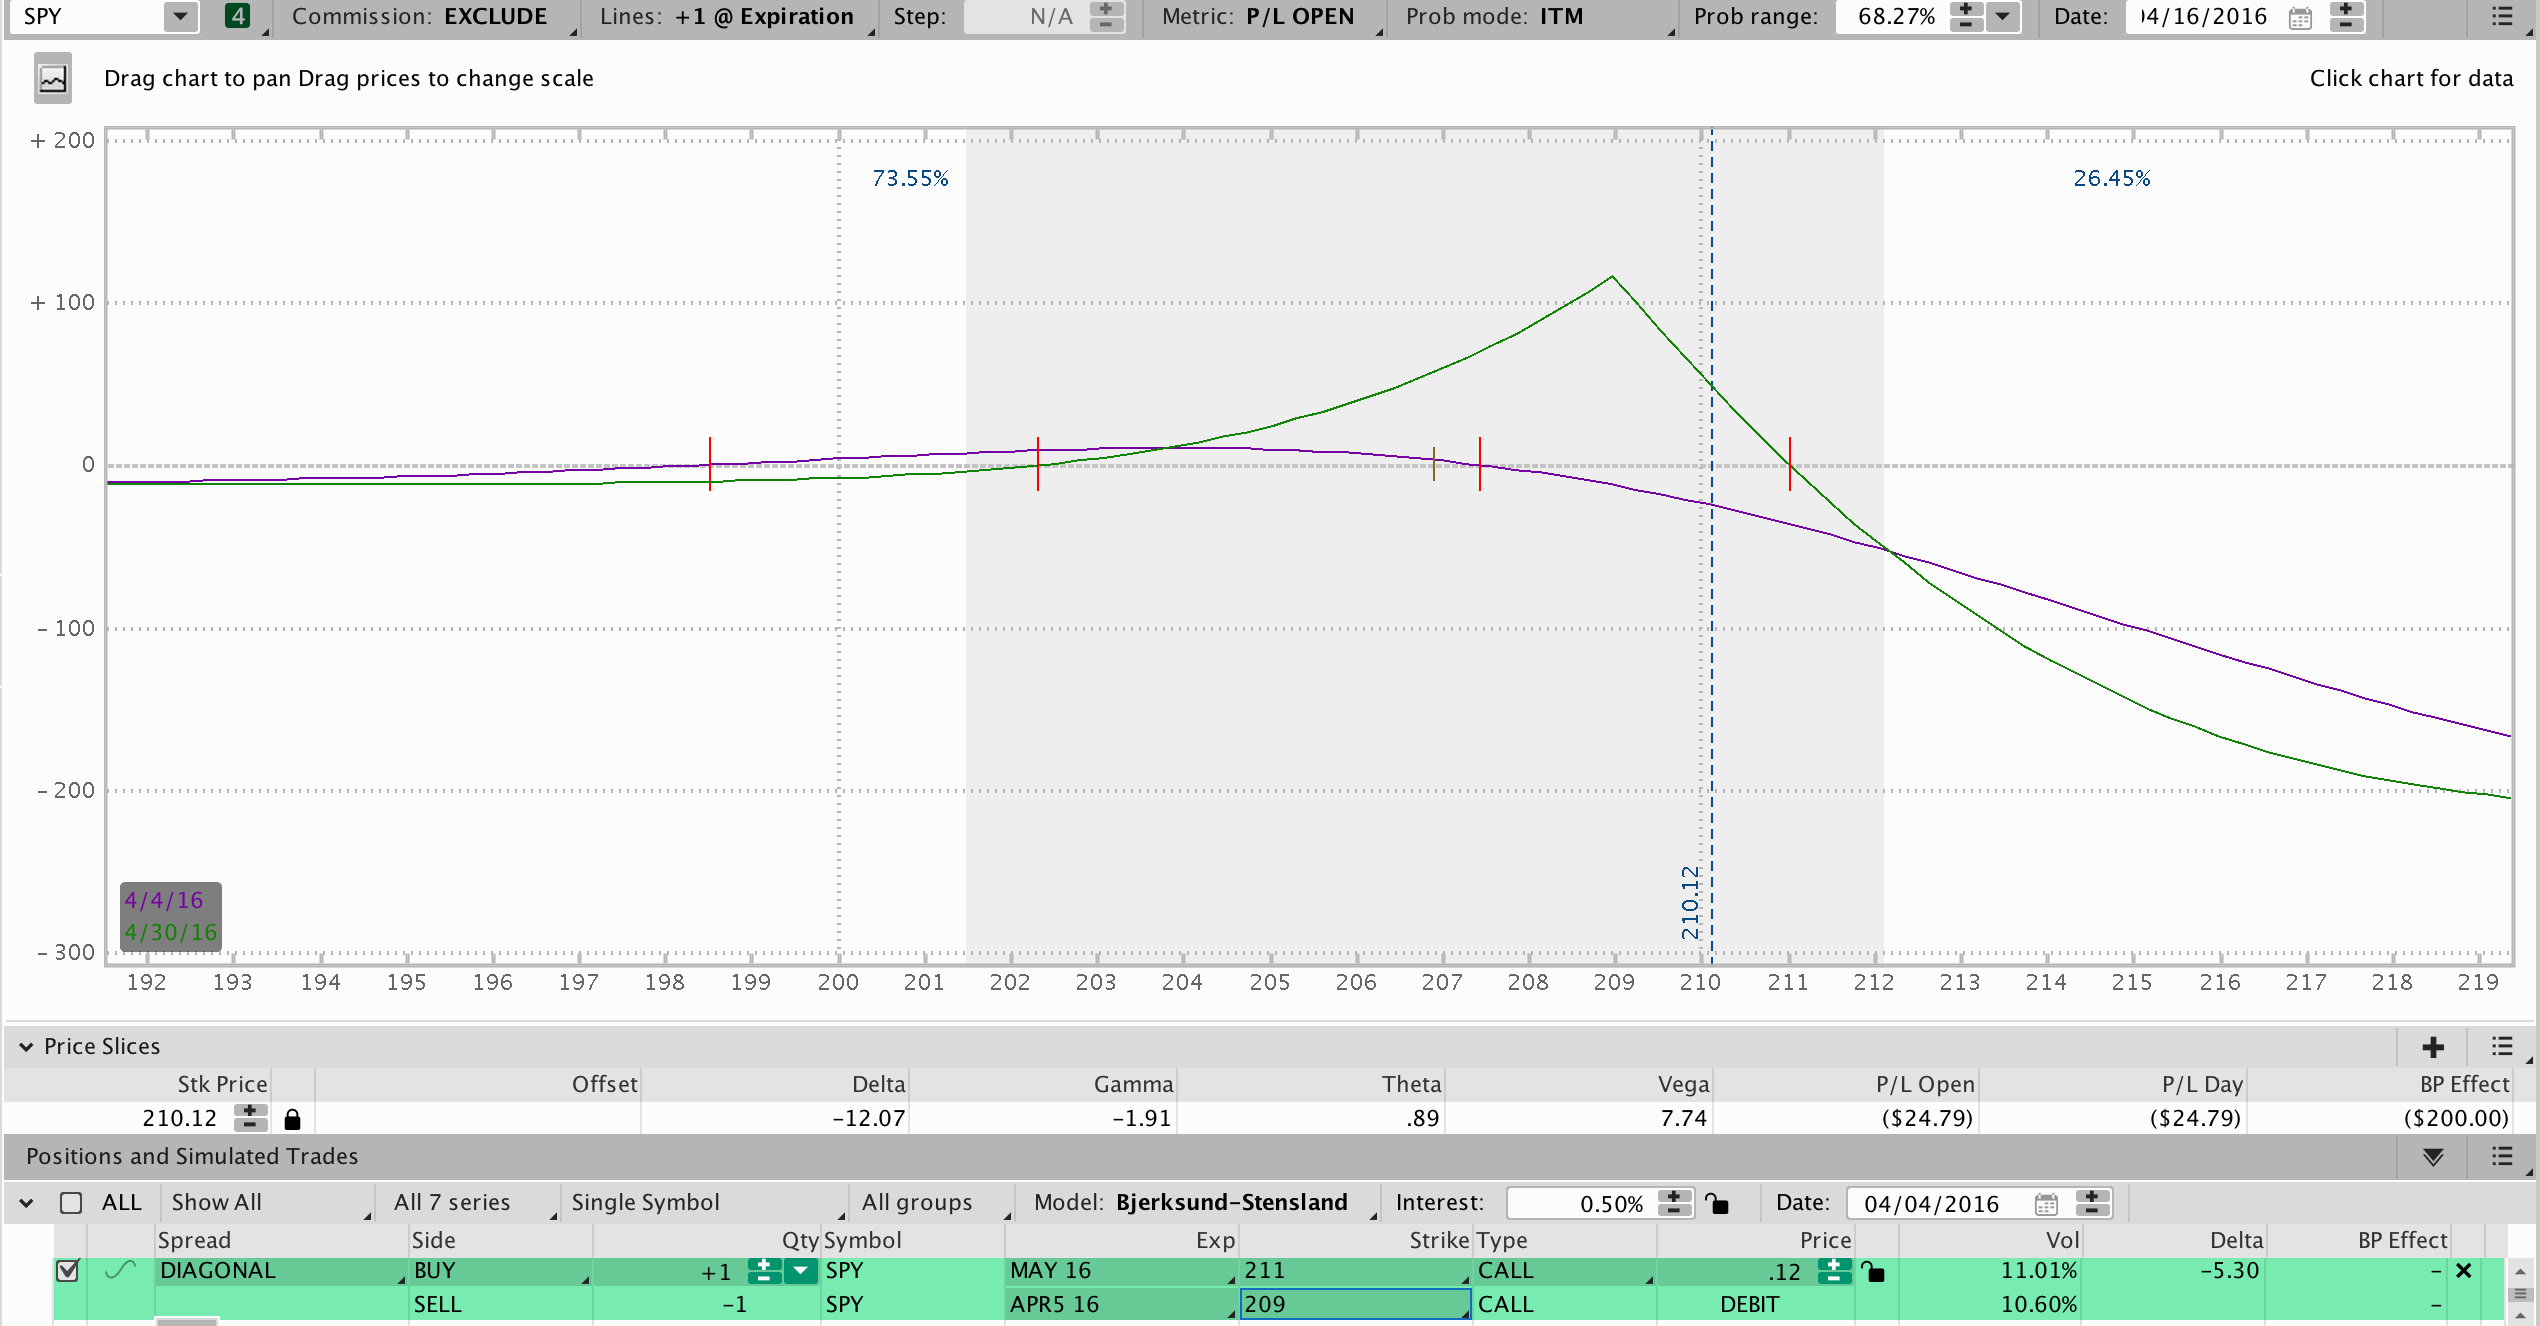 SPY 4 Commission: EXCLUDE Lines: +1 @ Expiration Step: N/A Metric: P/L OPEN Prob mode: ITM Prob range: 68.27% Date: 04/16/2016
Drag chart to pan Drag prices to change scale Click chart for data
+ 200
73.55% 26.45%
+ 100
0
- 100
- 200
210.12
4/4/16
4/30/16
- 300
192 193 194 195 196 197 198 199 200 201 202 203 204 205 206 207 208 209 210 211 212 213 214 215 216 217 218 219
Price Slices
Stk Price Offset Delta Gamma Theta Vega P/L Open P/L Day BP Effect
210.12 -12.07 -1.91 .89 7.74 ($24.79) ($24.79) ($200.00)
Positions and Simulated Trades
ALL Show All All 7 series Single Symbol All groups Model: Bjerksund-Stensland Interest: 0.50% Date: 04/04/2016
Spread Side Qty Symbol Exp Strike Type Price Vol Delta BP Effect
DIAGONAL BUY +1 SPY MAY 16 211 CALL .12 11.01% -5.30 -
SELL -1 SPY APR5 16 209 CALL DEBIT 10.60% -